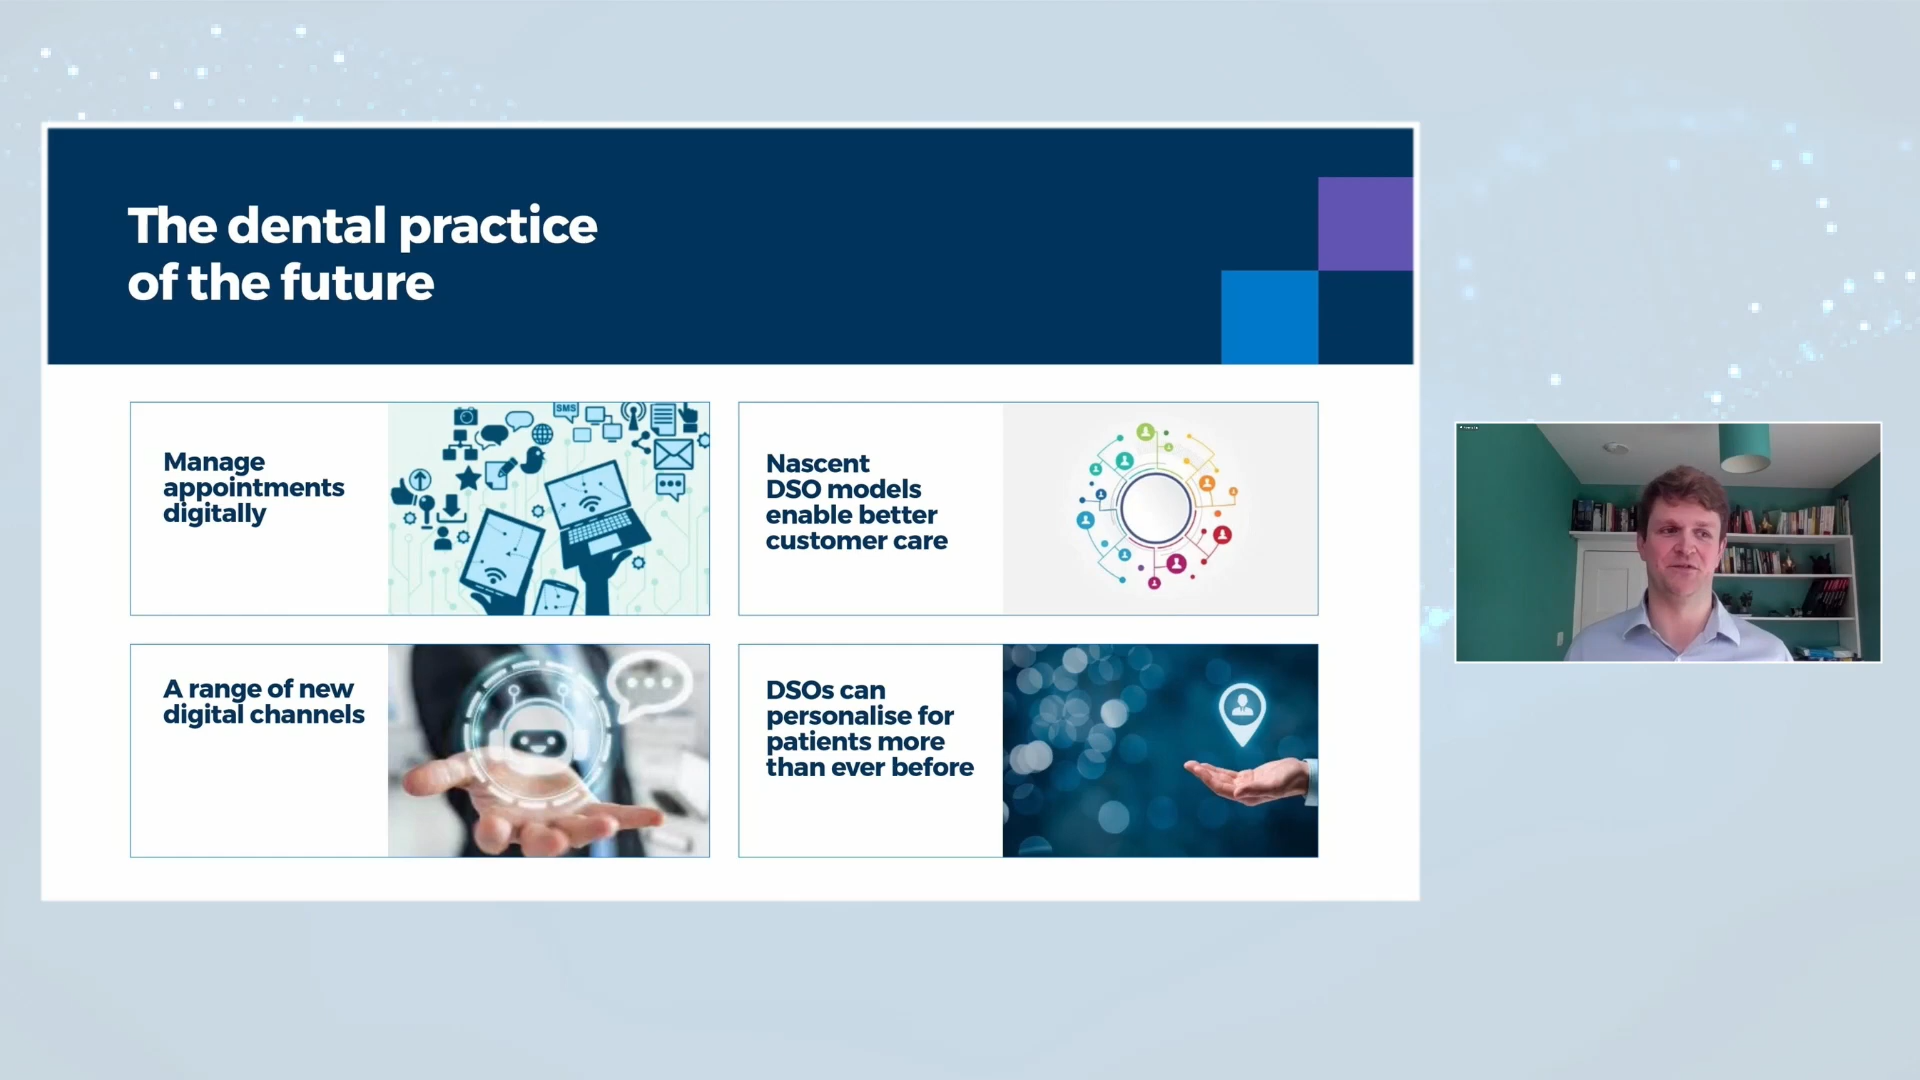 The dental practice
of the future
Manage
appointments
digitally
SMS
Nascent
DSO models
enable better
customer care
A range of new
digital channels
DSOs can
personalise for
patients more
than ever before